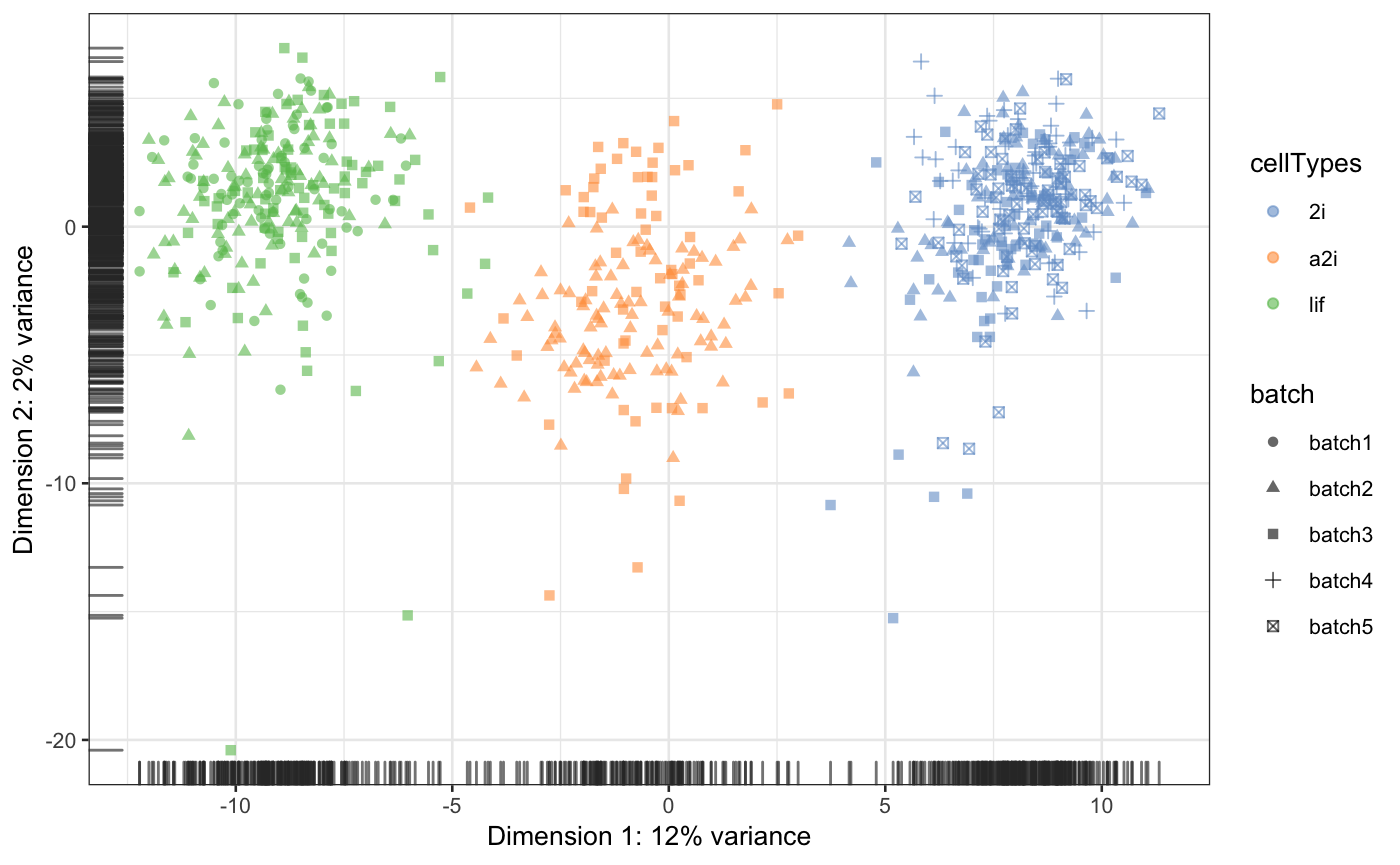 0
-10
-20
Dimension 2: 2% variance
-10
-5
0
5
10
Dimension 1: 12% variance
cellTypes
2i
a2i
lif
batch
batch1
batch2
batch3
batch4
batch5